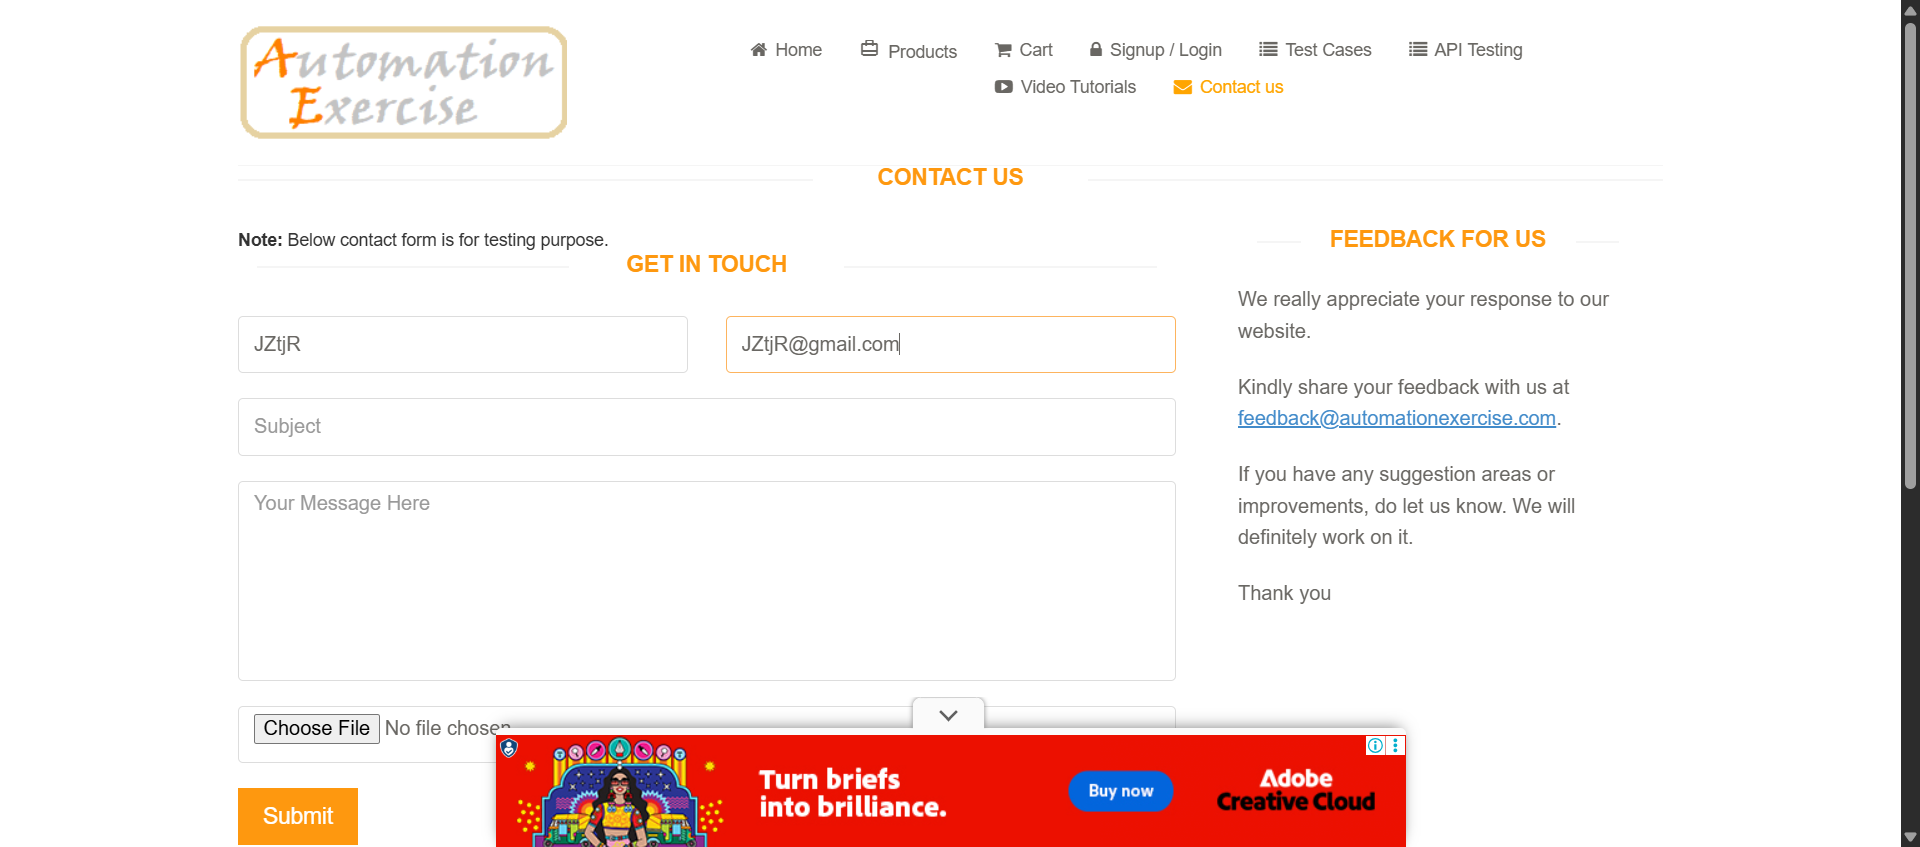 Automation
Exercise
Home
Products
Cart
Signup / Login
Test Cases
API Testing
Video Tutorials
Contact us
CONTACT US
Note: Below contact form is for testing purpose.
GET IN TOUCH
JZtjR
JZtjR@gmail.com
Subject
Your Message Here
Choose File No file chosen
Submit
FEEDBACK FOR US
We really appreciate your response to our
website.
Kindly share your feedback with us at
feedback@automationexercise.com.
If you have any suggestion areas or
improvements, do let us know. We will
definitely work on it.
Thank you
Turn briefs
into brilliance.
Buy now
Adobe
Creative Cloud